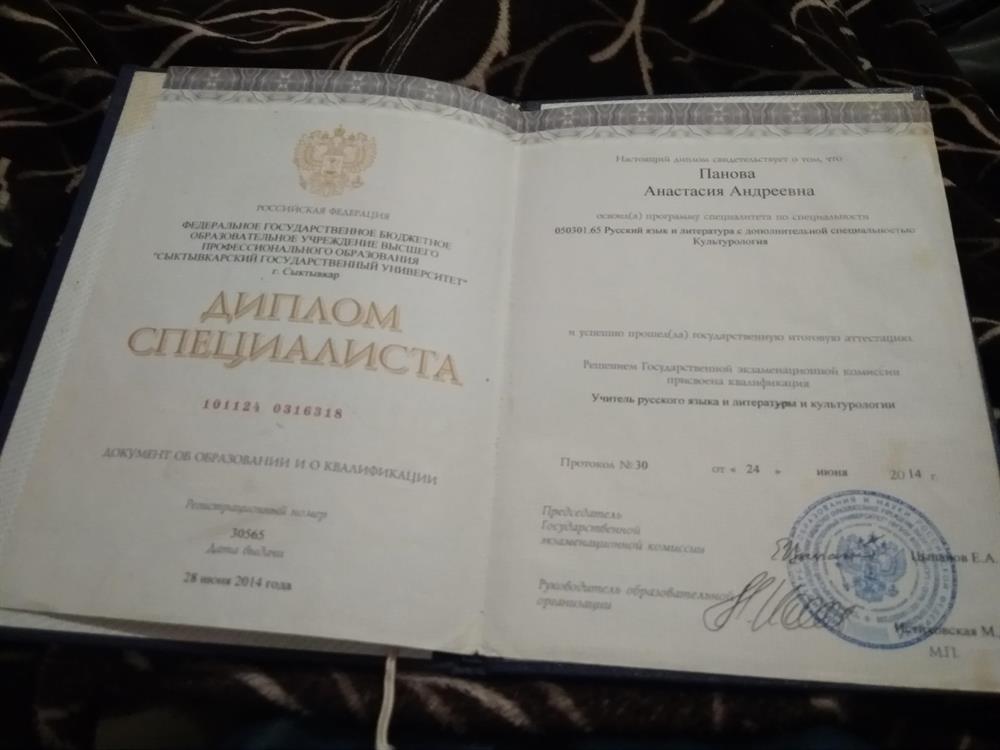 РОССИЙСКАЯ ФЕДЕРАЦИЯ
ФЕДЕРАЛЬНОЕ ГОСУДАРСТВЕННОЕ БЮДЖЕТНОЕ
ОБРАЗОВАТЕЛЬНОЕ УЧРЕЖДЕНИЕ ВЫСШЕГО
ПРОФЕССИОНАЛЬНОГО ОБРАЗОВАНИЯ
"СЫКТЫВКАРСКИЙ ГОСУДАРСТВЕННЫЙ УНИВЕРСИТЕТ"
г. Сыктывкар
ДИПЛОМ
СПЕЦИАЛИСТА
101124 0316318
ДОКУМЕНТ ОБ ОБРАЗОВАНИИ И О КВАЛИФИКАЦИИ
Регистрационный номер
30565
Дата выдачи
28 июня 2014 года
Настоящий диплом свидетельствует о том, что
Панова
Анастасия Андреевна
освоил(а) программу специалитета по специальности
050301.65 Русский язык и литература с дополнительной специальностью
Культурология
и успешно прошел(ла) государственную итоговую аттестацию.
Решением Государственной экзаменационной комиссии
присвоена квалификация
Учитель русского языка и литературы и культурологии
Протокол № 30 от « 24 » июня 2014 г.
Председатель
Государственной
экзаменационной комиссии
Цыпанов Е.А.
Руководитель образовательной
организации
Истиховская М.
М.П.